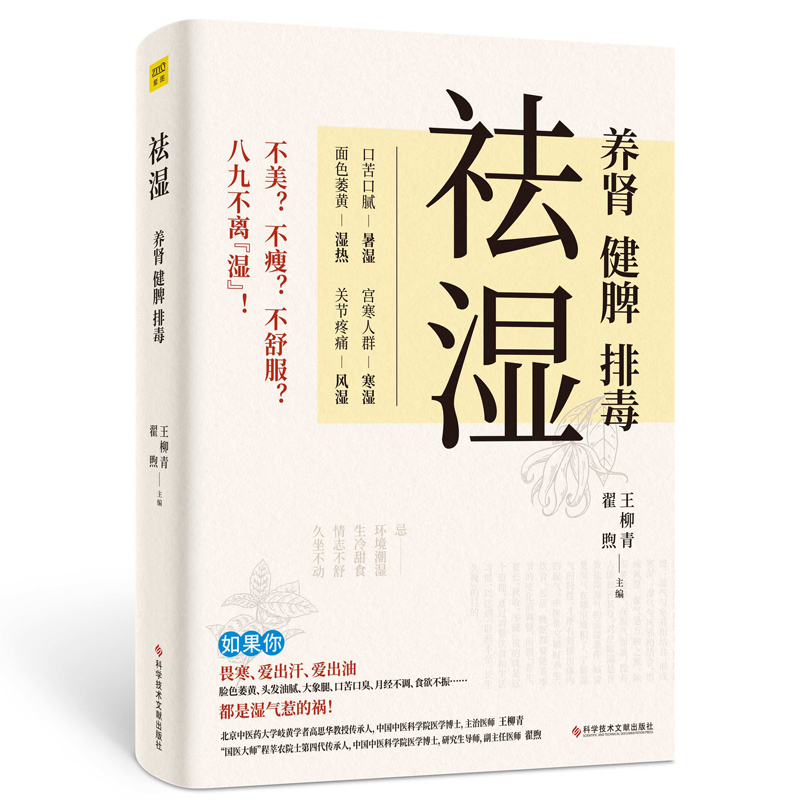 ZTTO
紫图
祛湿
养肾 健脾 排毒
王柳青
翟煦
主编
科学技术文献出版社
养肾 健脾 排毒
祛湿
口苦口腻—暑湿
面色萎黄—湿热
宫寒人群—寒湿
关节疼痛—风湿
不美？不瘦？不舒服？
八九不离『湿』！
王柳青
翟煦
主编
忌——
环境潮湿
生冷甜食
情志不舒
久坐不动
如果你
畏寒、爱出汗、爱出油
脸色萎黄、头发油腻、大象腿、口苦口臭、月经不调、食欲不振……
都是湿气惹的祸！
北京中医药大学岐黄学者高思华教授传承人，中国中医科学院医学博士，主治医师 王柳青
“国医大师”程莘农院士第四代传承人，中国中医科学院医学博士，研究生导师，副主任医师 翟煦
科学技术文献出版社
SCIENTIFIC AND TECHNICAL DOCUMENTATION PRESS